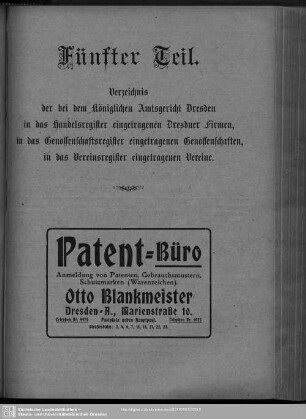 Fünfter Teil.
Verzeichnis
der bei dem Königlichen Amtsgericht Dresden
in das Handelsregister eingetragenen Dresdner Firmen,
in das Genossenschaftsregister eingetragenen Genossenschaften,
in das Vereinsregister eingetragenen Vereine.
Patent-Büro
Anmeldung von Patenten, Gebrauchsmustern,
Schutzmarken (Warenzeichen).
Otto Blankmeister
Dresden-A., Marienstraße 10.